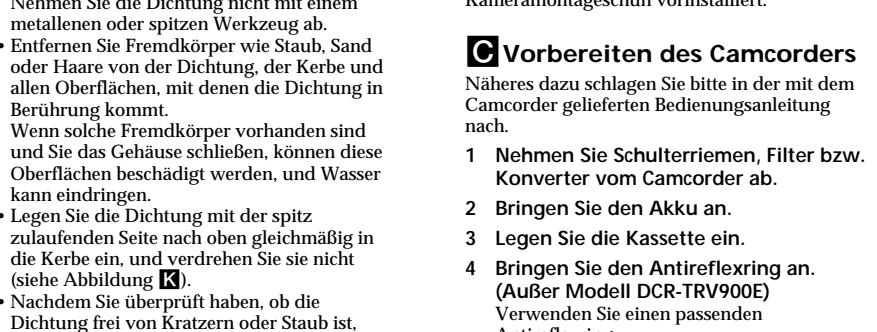 Nehmen Sie die Dichtung nicht mit einem
metallenen oder spitzen Werkzeug ab.
• Entfernen Sie Fremdkörper wie Staub, Sand
oder Haare von der Dichtung, der Kerbe und
allen Oberflächen, mit denen die Dichtung in
Berührung kommt.
Wenn solche Fremdkörper vorhanden sind
und Sie das Gehäuse schließen, können diese
Oberflächen beschädigt werden, und Wasser
kann eindringen.
• Legen Sie die Dichtung mit der spitz
zulaufenden Seite nach oben gleichmäßig in
die Kerbe ein, und verdrehen Sie sie nicht
(siehe Abbildung K).
• Nachdem Sie überprüft haben, ob die
Dichtung frei von Kratzern oder Staub ist,
Kameramontageschuh vorinstalliert.
C Vorbereiten des Camcorders
Näheres dazu schlagen Sie bitte in der mit dem
Camcorder gelieferten Bedienungsanleitung
nach.
1 Nehmen Sie Schulterriemen, Filter bzw.
Konverter vom Camcorder ab.
2 Bringen Sie den Akku an.
3 Legen Sie die Kassette ein.
4 Bringen Sie den Antireflexring an.
(Außer Modell DCR-TRV900E)
Verwenden Sie einen passenden